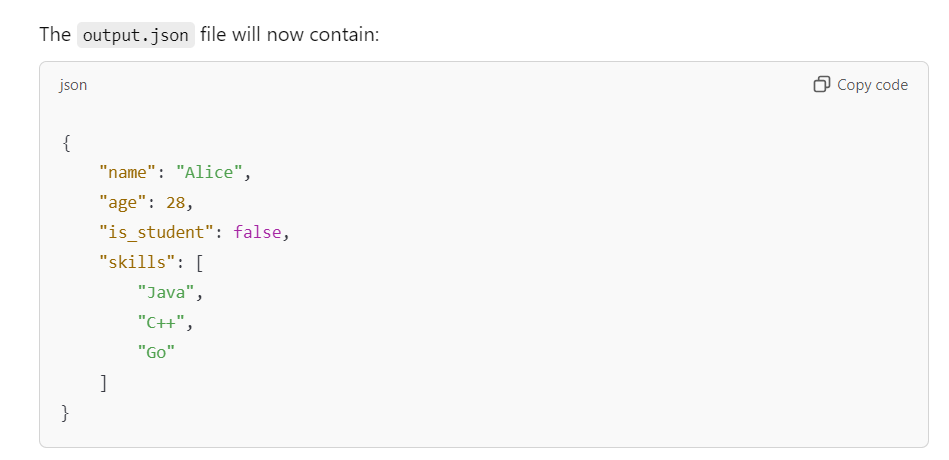 The output.json file will now contain:
json
Copy code
{
    "name": "Alice",
    "age": 28,
    "is_student": false,
    "skills": [
        "Java",
        "C++",
        "Go"
    ]
}